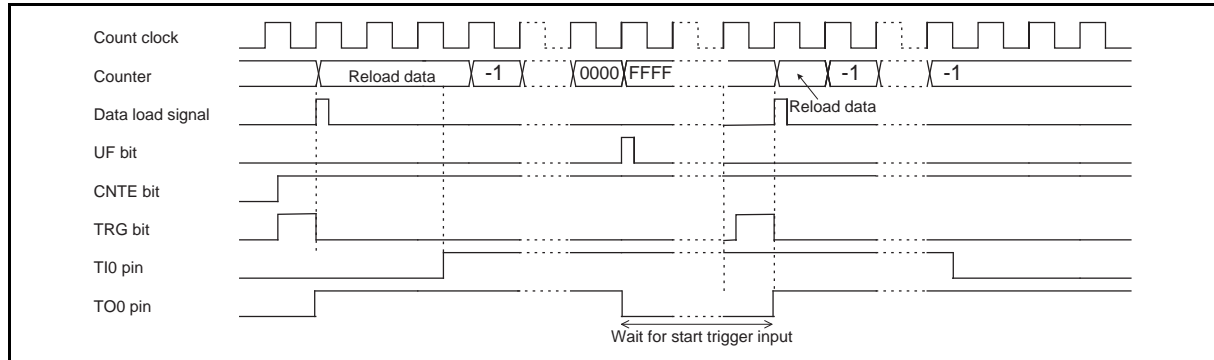 Count clock
Counter
Reload data
-1
0000
FFFF
-1
-1
Reload data
Data load signal
UF bit
CNTE bit
TRG bit
TI0 pin
TO0 pin
Wait for start trigger input